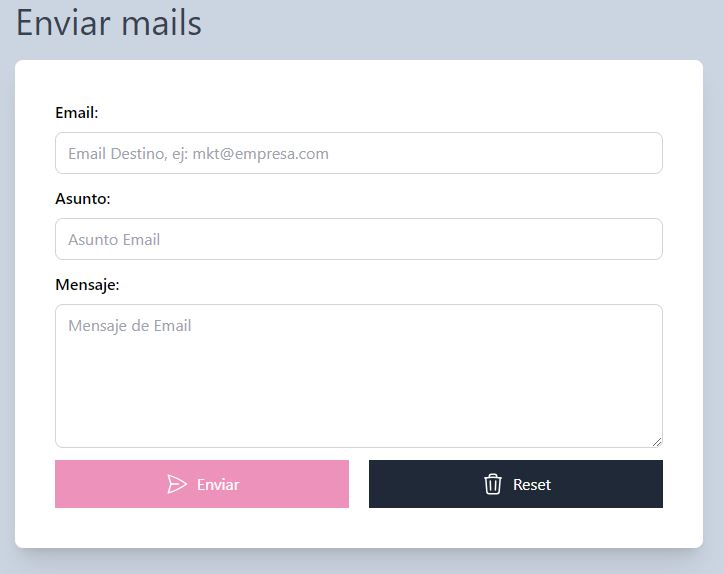 Enviar mails
Email:
Email Destino, ej: mkt@empresa.com
Asunto:
Asunto Email
Mensaje:
Mensaje de Email
Enviar
Reset